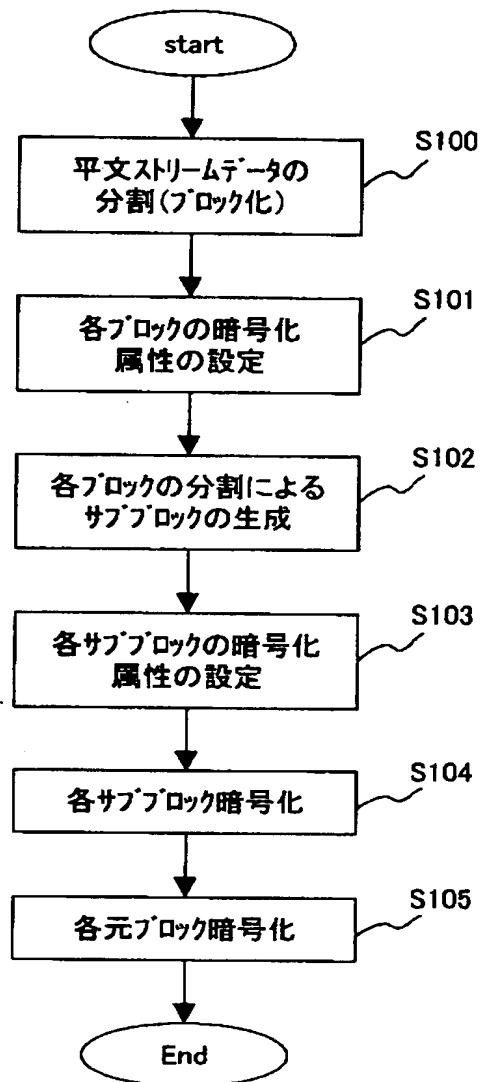 start
S100
平文ストリームデータの
分割(ブロック化)
S101
各ブロックの暗号化
属性の設定
S102
各ブロックの分割による
サブブロックの生成
S103
各サブブロックの暗号化
属性の設定
S104
各サブブロック暗号化
S105
各元ブロック暗号化
End